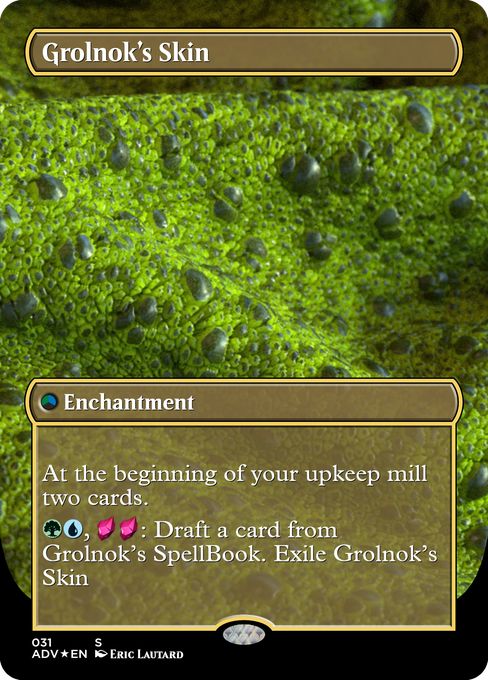 Grolnok's Skin
Enchantment
At the beginning of your upkeep mill
two cards.
, : Draft a card from
Grolnok's SpellBook. Exile Grolnok's
Skin
031 S
ADV★EN Eric Lautard